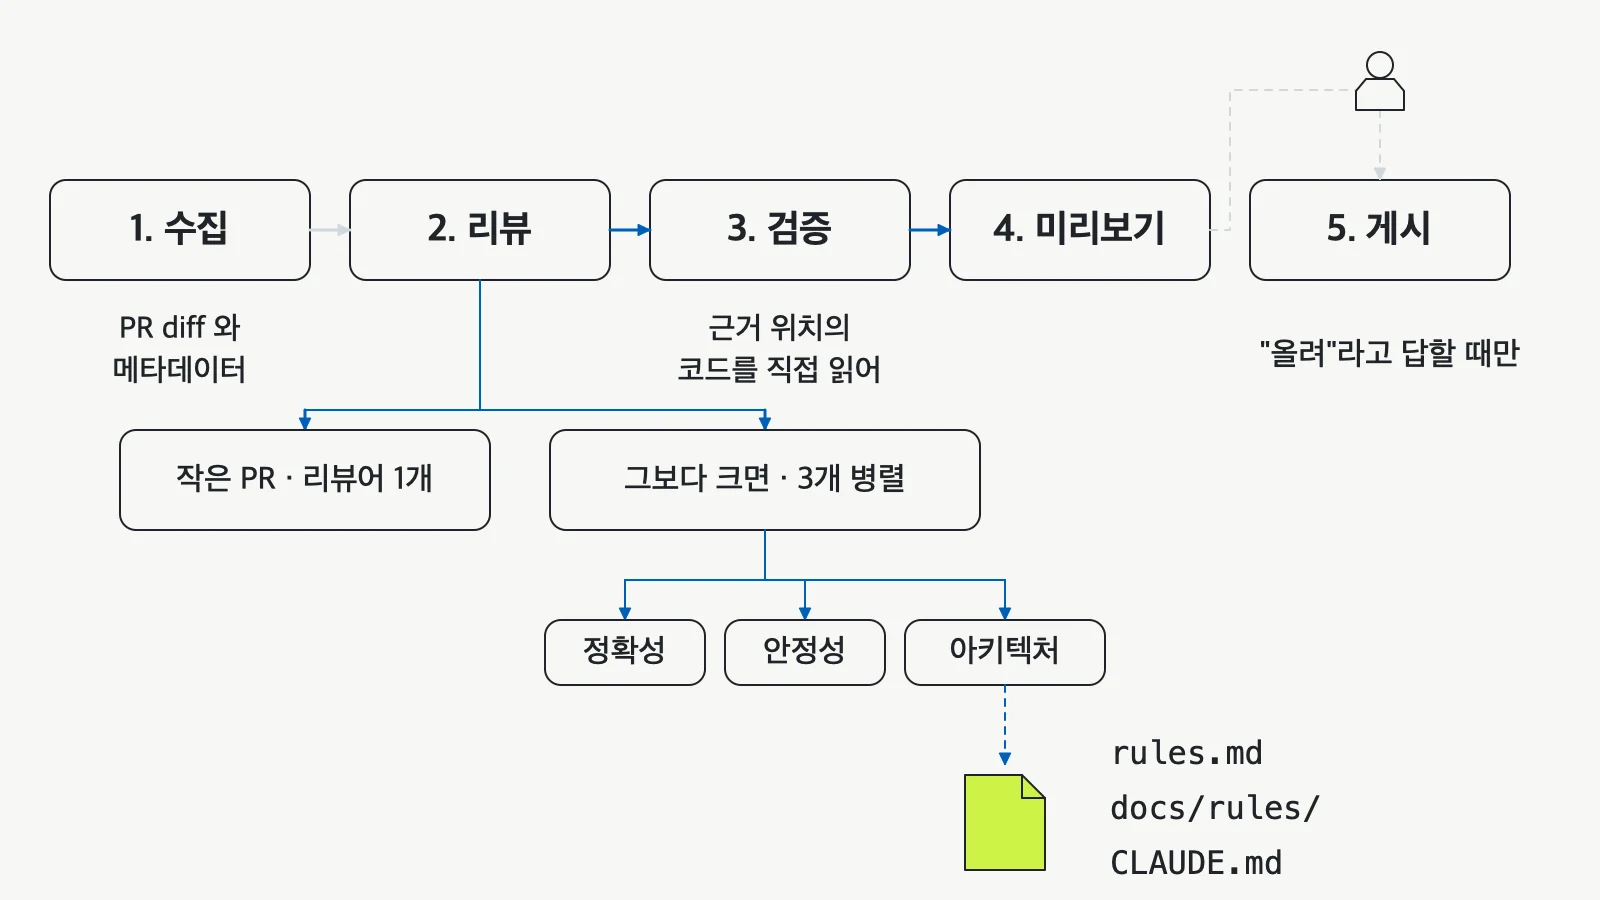 1. 수집
2. 리뷰
3. 검증
4. 미리보기
5. 게시
PR diff 와
메타데이터
근거 위치의
코드를 직접 읽어
"올려"라고 답할 때만
작은 PR · 리뷰어 1개
그보다 크면 · 3개 병렬
정확성
안정성
아키텍처
rules.md
docs/rules/
CLAUDE.md